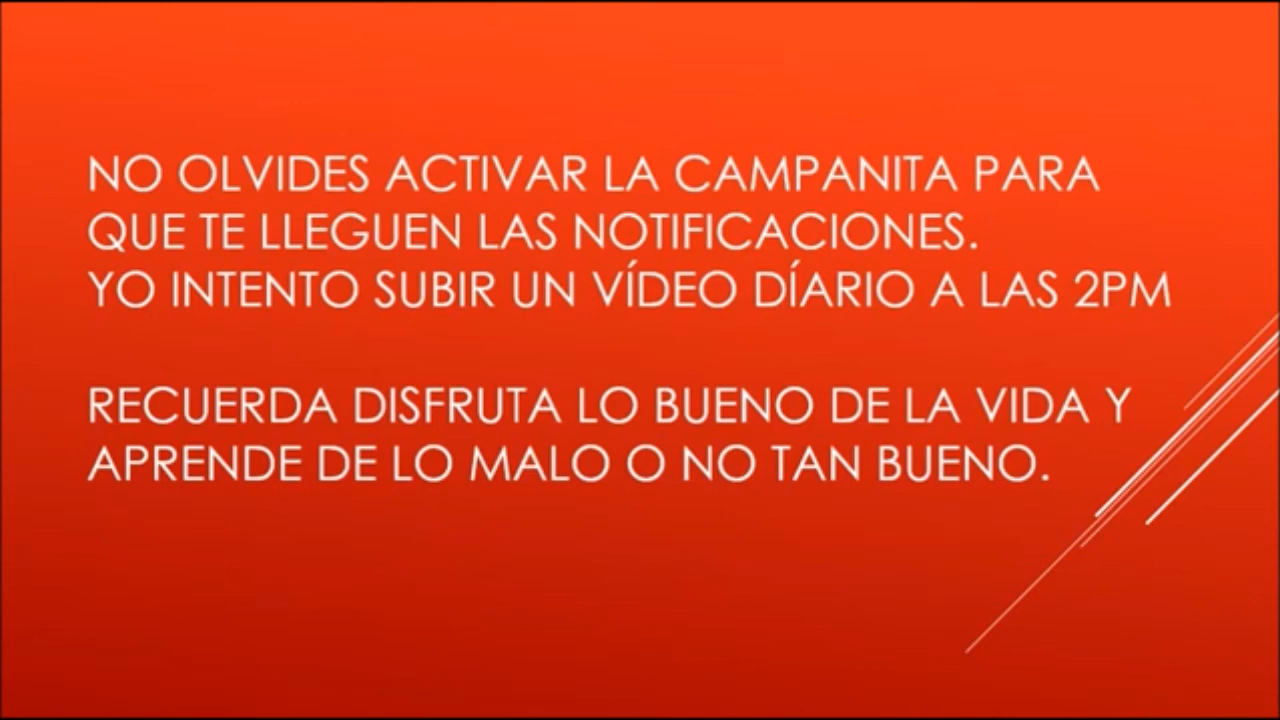 NO OLVIDES ACTIVAR LA CAMPANITA PARA
QUE TE LLEGUEN LAS NOTIFICACIONES.
YO INTENTO SUBIR UN VÍDEO DÍARIO A LAS 2PM
RECUERDA DISFRUTA LO BUENO DE LA VIDA Y
APRENDE DE LO MALO O NO TAN BUENO.